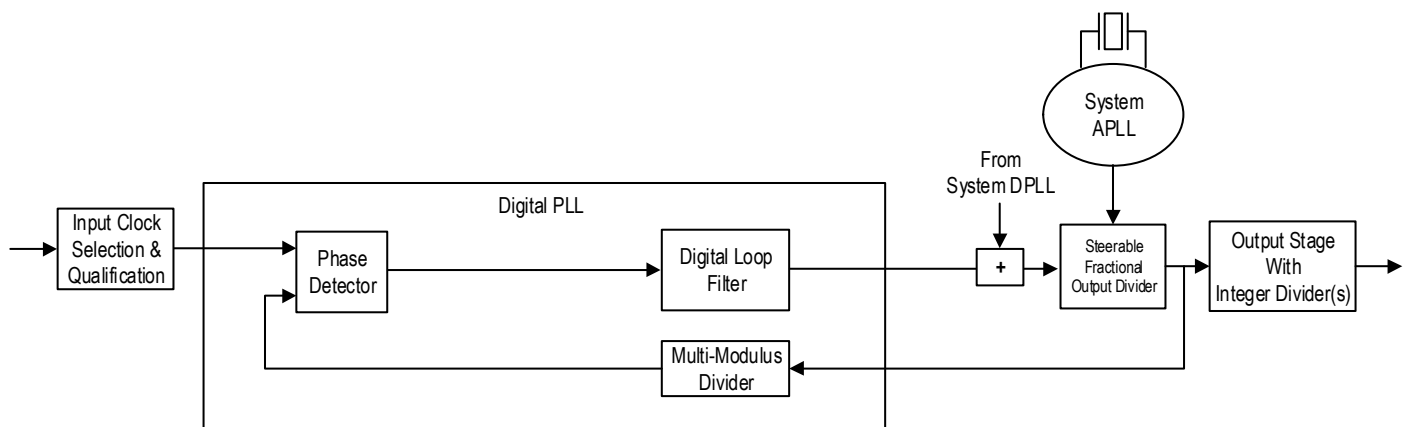 System
APLL
From
System DPLL
Digital PLL
Input Clock
Selection &
Qualification
Phase
Detector
Digital Loop
Filter
+
Steerable
Fractional
Output Divider
Output Stage
With
Integer Divider(s)
Multi-Modulus
Divider